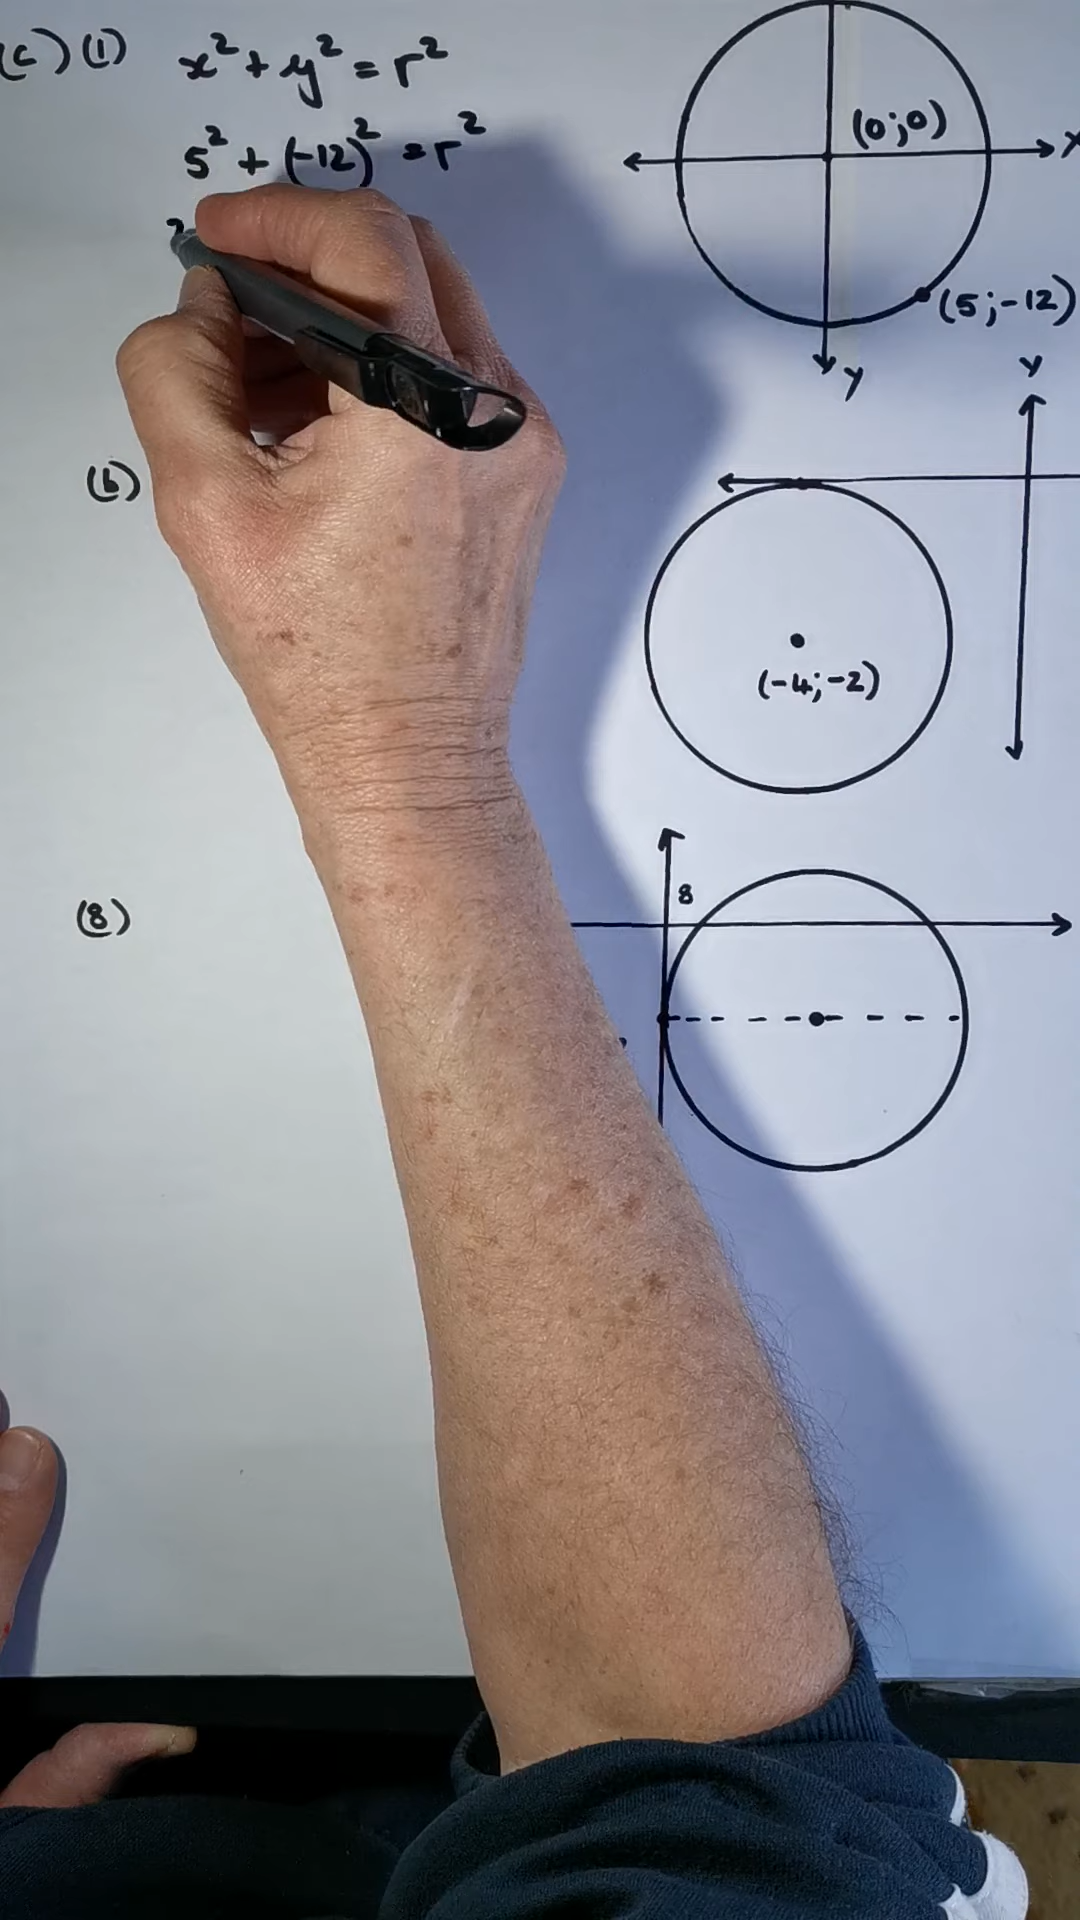 (c) (1) x² + y² = r²
5² + (-12)² = r²
(0;0)
x
(5;-12)
y
y
(6)
(-4;-2)
8
(8)